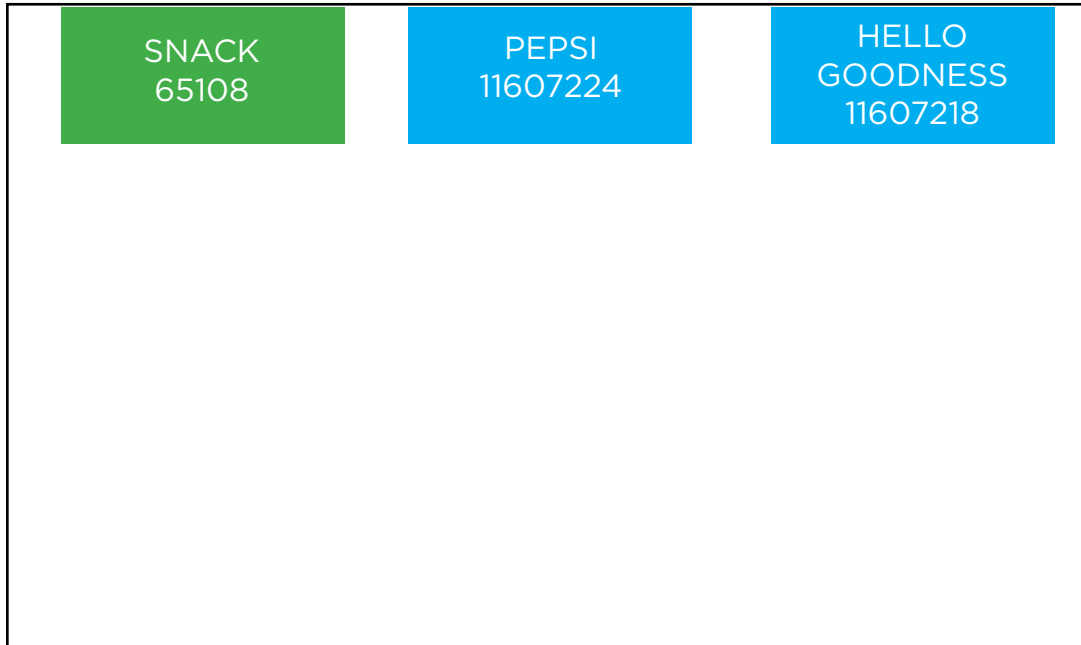 SNACK
65108
PEPSI
11607224
HELLO
GOODNESS
11607218